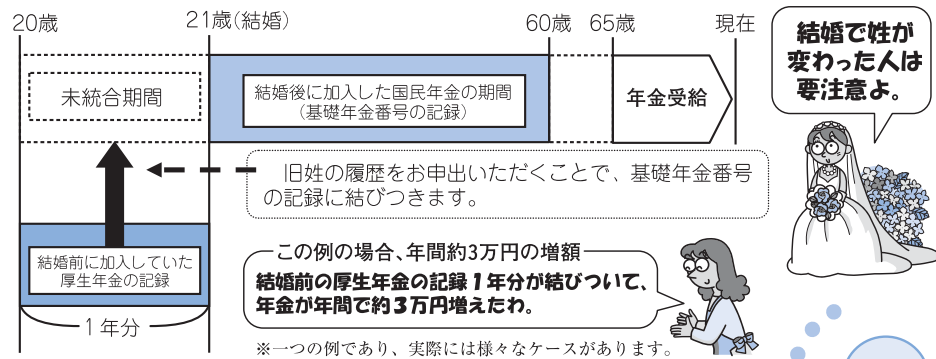 20歳
21歳(結婚)
60歳
65歳
現在
結婚で姓が
変わった人は
要注意よ。
未統合期間
結婚後に加入した国民年金の期間
(基礎年金番号の記録)
年金受給
旧姓の履歴をお申出いただくことで、基礎年金番号
の記録に結びつきます。
結婚前に加入していた
厚生年金の記録
1年分
この例の場合、年間約3万円の増額
結婚前の厚生年金の記録1年分が結びついて、
年金が年間で約3万円増えたわ。
※一つの例であり、実際には様々なケースがあります。